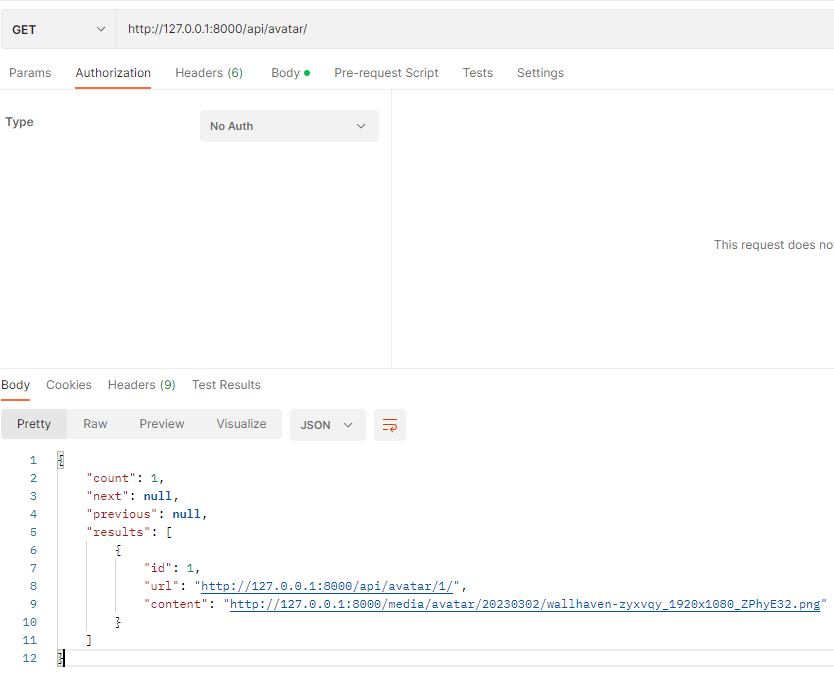 GET http://127.0.0.1:8000/api/avatar/
Params Authorization Headers (6) Body Pre-request Script Tests Settings
Type No Auth
This request does no
Body Cookies Headers (9) Test Results
Pretty Raw Preview Visualize JSON
1 {
2 "count": 1,
3 "next": null,
4 "previous": null,
5 "results": [
6 {
7 "id": 1,
8 "url": "http://127.0.0.1:8000/api/avatar/1/",
9 "content": "http://127.0.0.1:8000/media/avatar/20230302/wallhaven-zyxvqy_1920x1080_ZPhyE32.png"
10 }
11 ]
12 }